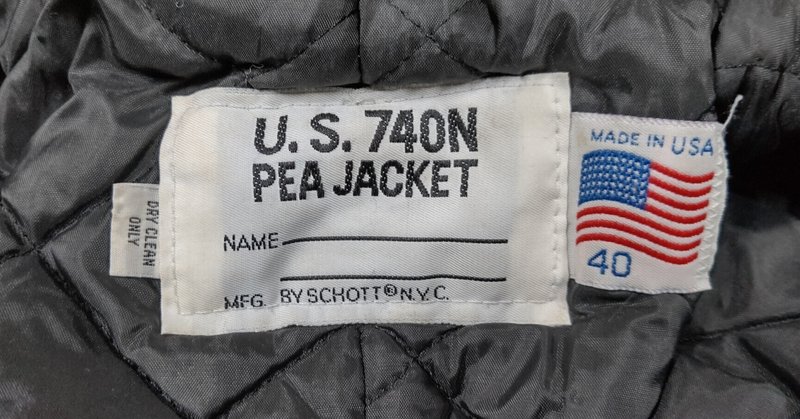 U.S. 740N
PEA JACKET
NAME
MFG. BY SCHOTT® N.Y.C.
DRY CLEAN
ONLY
MADE IN USA
40